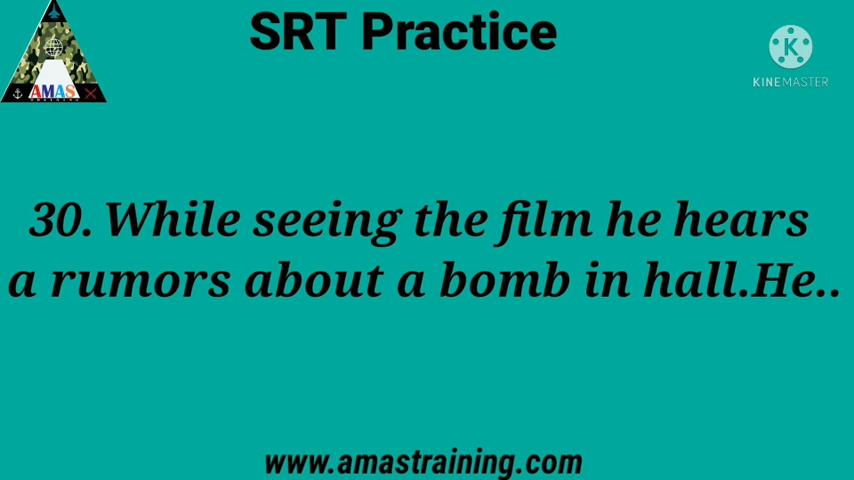 SRT Practice
AMAS
KINEMASTER
30. While seeing the film he hears
a rumors about a bomb in hall.He..
www.amastraining.com